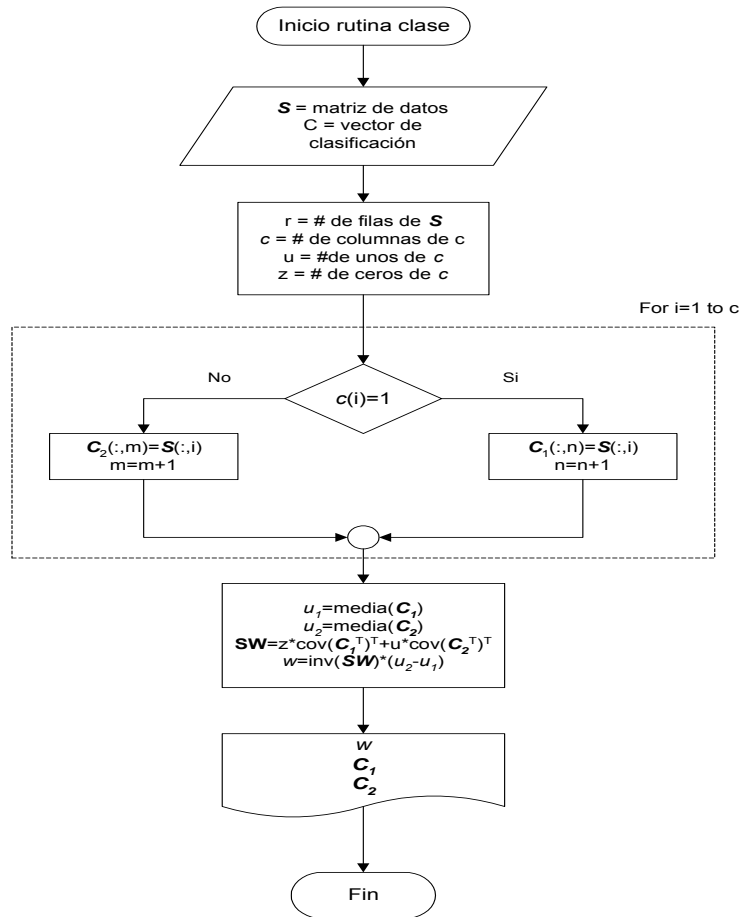 Inicio rutina clase
S = matriz de datos
C = vector de
clasificación
r = # de filas de S
c = # de columnas de c
u = #de unos de c
z = # de ceros de c
For i=1 to c
No
Si
c(i)=1
C₂(:,m)=S(:,i)
m=m+1
C₁(:,n)=S(:,i)
n=n+1
u₁=media(C₁)
u₂=media(C₂)
SW=z*cov(C₁ᵀ)ᵀ+u*cov(C₂ᵀ)ᵀ
w=inv(SW)*(u₂-u₁)
w
C₁
C₂
Fin